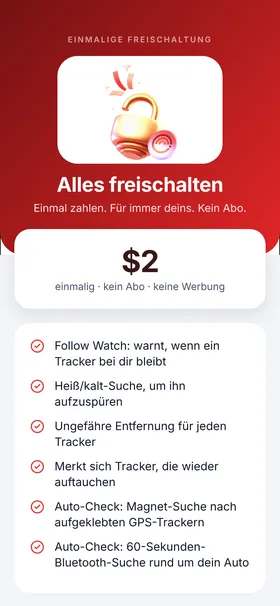 EINMALIGE FREISCHALTUNG
Alles freischalten
Einmal zahlen. Für immer deins. Kein Abo.
$2
einmalig · kein Abo · keine Werbung
Follow Watch: warnt, wenn ein
Tracker bei dir bleibt
Heiß/kalt-Suche, um ihn
aufzuspüren
Ungefähre Entfernung für jeden
Tracker
Merkt sich Tracker, die wieder
auftauchen
Auto-Check: Magnet-Suche nach
aufgeklebten GPS-Trackern
Auto-Check: 60-Sekunden-
Bluetooth-Suche rund um dein Auto